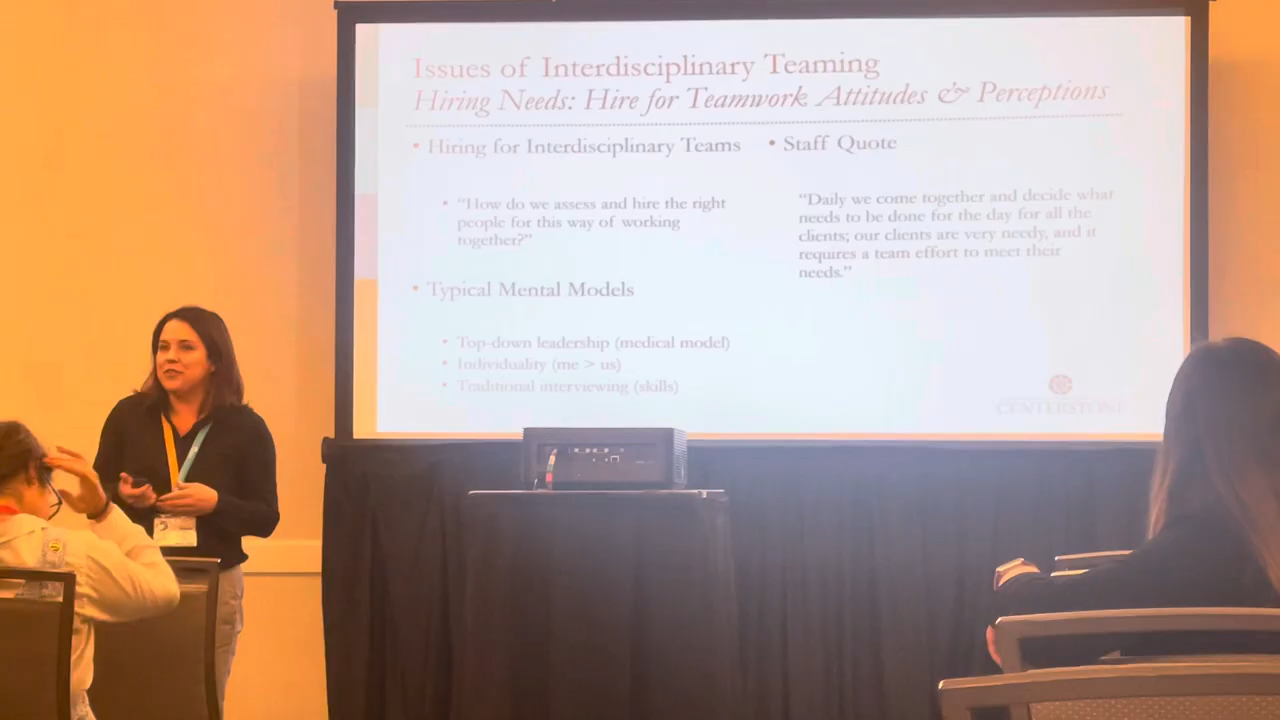 Issues of Interdisciplinary Teaming
Hiring Needs: Hire for Teamwork Attitudes & Perceptions
• Hiring for Interdisciplinary Teams
• "How do we assess and hire the right
people for this way of working
together?"
• Typical Mental Models
• Top-down leadership (medical model)
• Individuality (me > us)
• Traditional interviewing (skills)
• Staff Quote
"Daily we come together and decide what
needs to be done for the day for all the
clients; our clients are very needy, and it
requires a team effort to meet their
needs."
CENTERSTONE